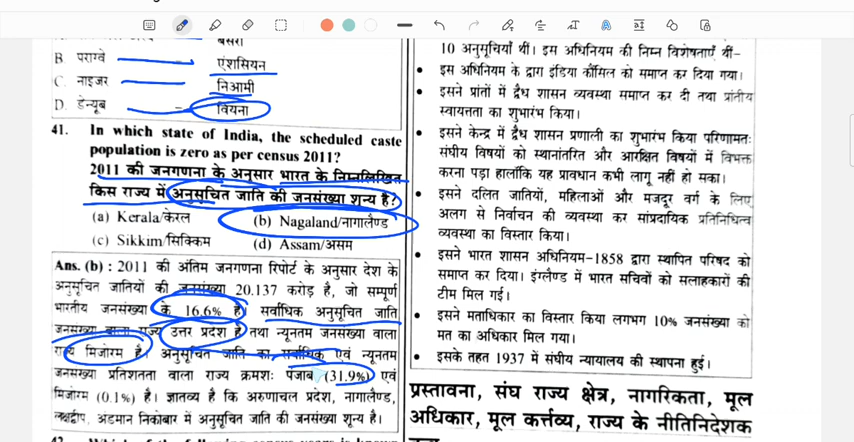 बसरा
B. पराग्वे
एंशसियन
C. नाइजर
निआमी
D. डेन्यूब
वियना
41. In which state of India, the scheduled caste
population is zero as per census 2011?
2011 की जनगणना के अनुसार भारत के निम्नलिखित
किस राज्य में अनुसूचित जाति की जनसंख्या शून्य है?
(a) Kerala/केरल (b) Nagaland/नागालैण्ड
(c) Sikkim/सिक्किम (d) Assam/असम
Ans. (b) : 2011 की अंतिम जनगणना रिपोर्ट के अनुसार देश के
अनुसूचित जातियों की जनसंख्या 20.137 करोड़ है, जो सम्पूर्ण
भारतीय जनसंख्या के 16.6% है। सर्वाधिक अनुसूचित जाति
जनसंख्या वाला राज्य उत्तर प्रदेश है तथा न्यूनतम जनसंख्या वाला
राज्य मिजोरम है। अनुसूचित जाति का सर्वाधिक एवं न्यूनतम
जनसंख्या प्रतिशतता वाला राज्य क्रमशः पंजाब (31.9%) एवं
मिजोरम (0.1%) है। ज्ञातव्य है कि अरुणाचल प्रदेश, नागालैण्ड,
लक्षद्वीप, अंडमान निकोबार में अनुसूचित जाति की जनसंख्या शून्य है।
10 अनुसूचियाँ थीं। इस अधिनियम की निम्न विशेषताएँ थीं-
• इस अधिनियम के द्वारा इंडिया कौंसिल को समाप्त कर दिया गया।
• इसने प्रांतों में द्वैध शासन व्यवस्था समाप्त कर दी तथा प्रांतीय
स्वायत्तता का शुभारंभ किया।
• इसने केन्द्र में द्वैध शासन प्रणाली का शुभारंभ किया परिणामतः
संघीय विषयों को स्थानांतरित और आरक्षित विषयों में विभक्त
करना पड़ा हालाँकि यह प्रावधान कभी लागू नहीं हो सका।
• इसने दलित जातियों, महिलाओं और मजदूर वर्ग के लिए
अलग से निर्वाचन की व्यवस्था कर सांप्रदायिक प्रतिनिधित्व
व्यवस्था का विस्तार किया।
• इसने भारत शासन अधिनियम-1858 द्वारा स्थापित परिषद को
समाप्त कर दिया। इंग्लैण्ड में भारत सचिवों को सलाहकारों की
टीम मिल गई।
• इसने मताधिकार का विस्तार किया लगभग 10% जनसंख्या को
मत का अधिकार मिल गया।
• इसके तहत 1937 में संघीय न्यायालय की स्थापना हुई।
प्रस्तावना, संघ राज्य क्षेत्र, नागरिकता, मूल
अधिकार, मूल कर्त्तव्य, राज्य के नीतिनिदेशक